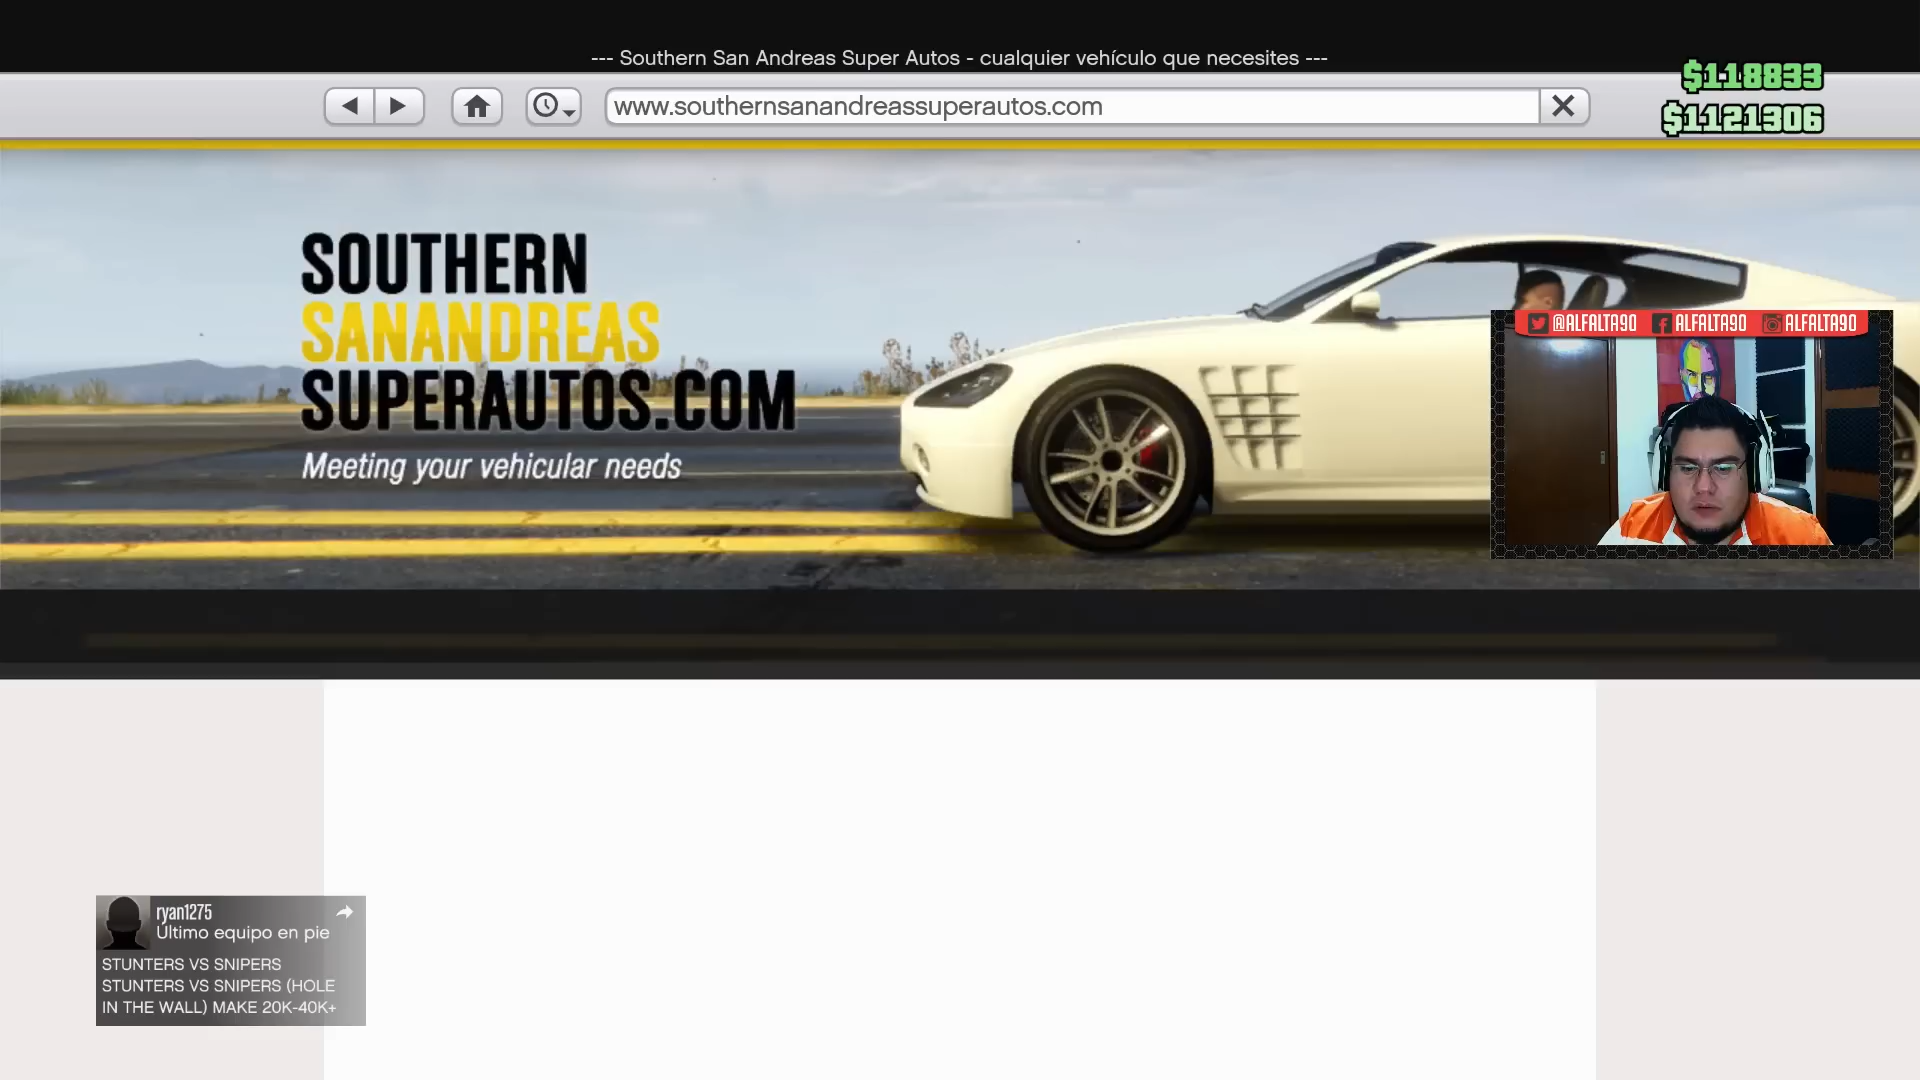 --- Southern San Andreas Super Autos - cualquier vehículo que necesites ---
www.southernsanandreassuperautos.com
$118833
$1121306
SOUTHERN
SANANDREAS
SUPERAUTOS.COM
Meeting your vehicular needs
@ALFALTA90 ALFALTA90 ALFALTA90
ryan1275
Último equipo en pie
STUNTERS VS SNIPERS
STUNTERS VS SNIPERS (HOLE
IN THE WALL) MAKE 20K-40K+